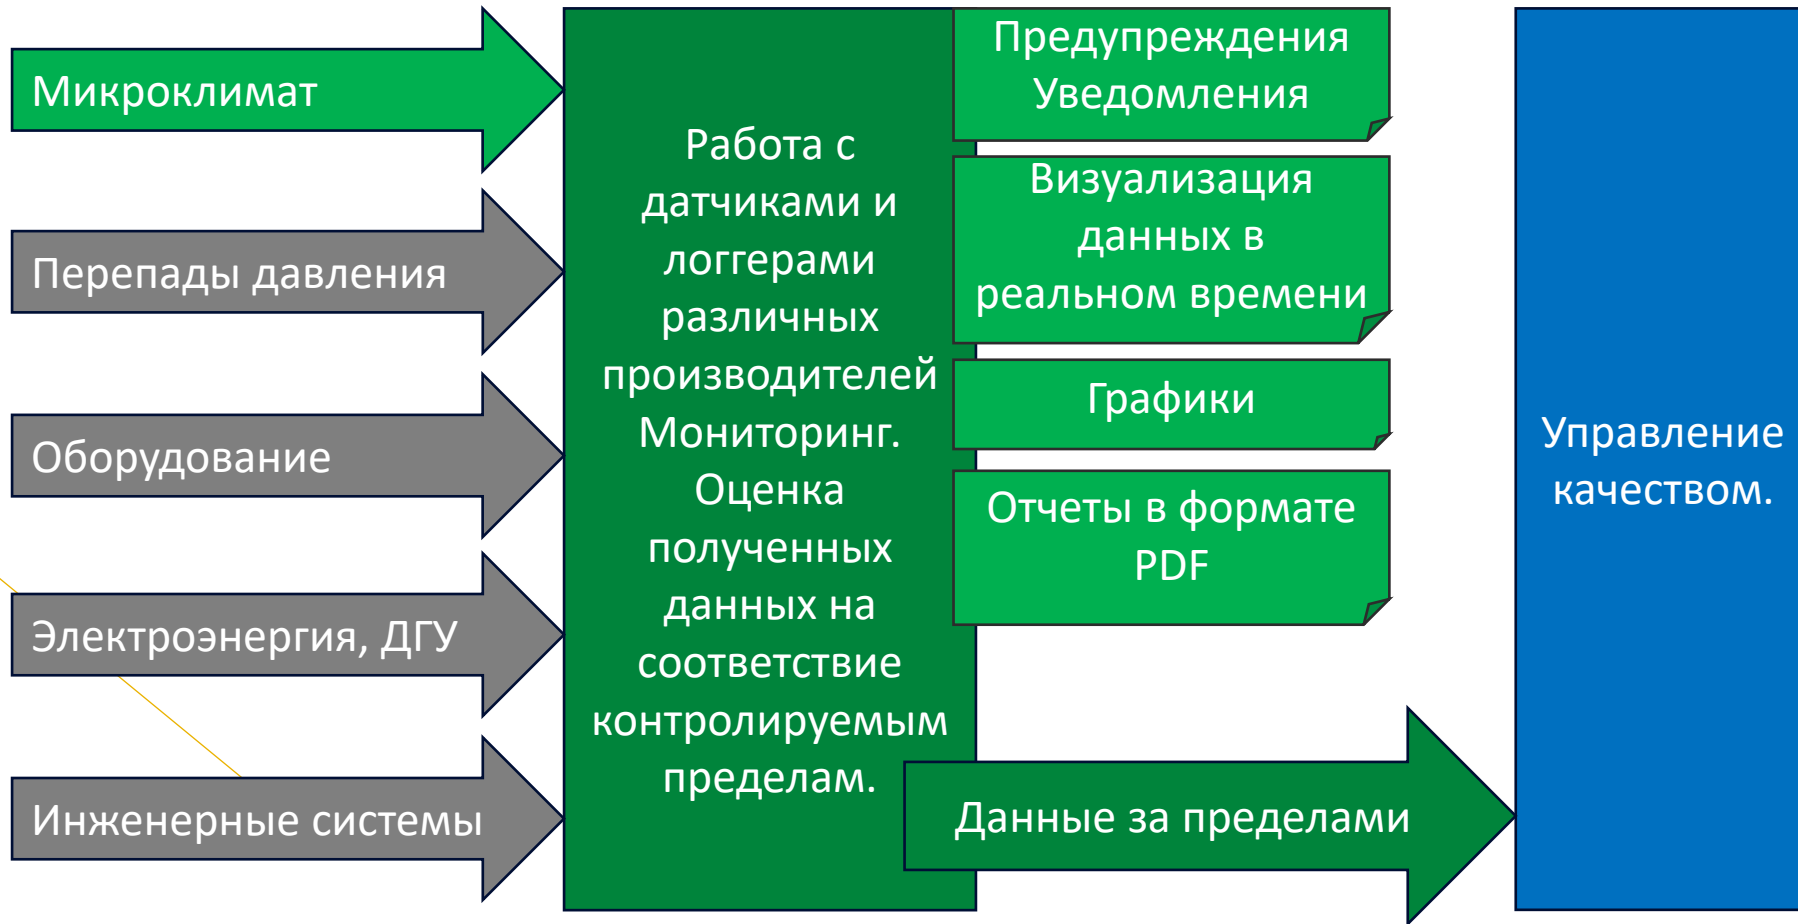 Микроклимат
Перепады давления
Оборудование
Электроэнергия, ДГУ
Инженерные системы
Работа с
датчиками и
логгерами
различных
производителей
Мониторинг.
Оценка
полученных
данных на
соответствие
контролируемым
пределам.
Предупреждения
Уведомления
Визуализация
данных в
реальном времени
Графики
Отчеты в формате
PDF
Данные за пределами
Управление
качеством.